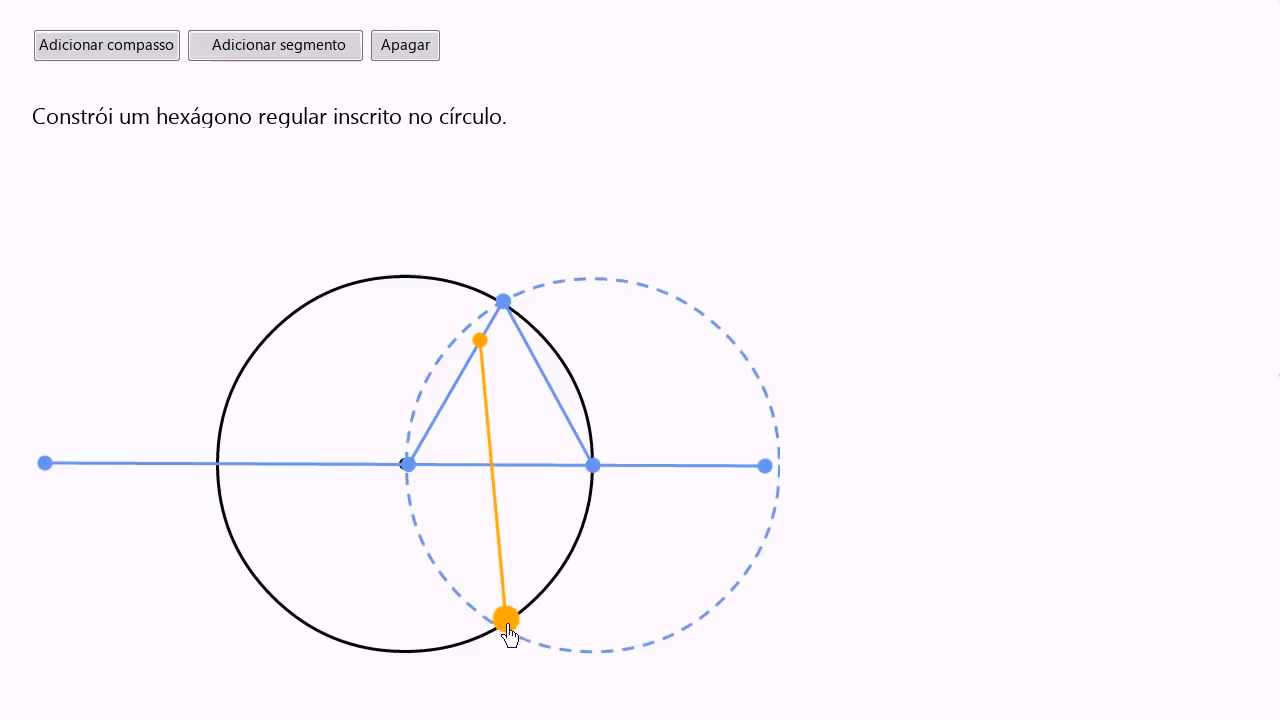 Adicionar compasso Adicionar segmento Apagar
Constrói um hexágono regular inscrito no círculo.